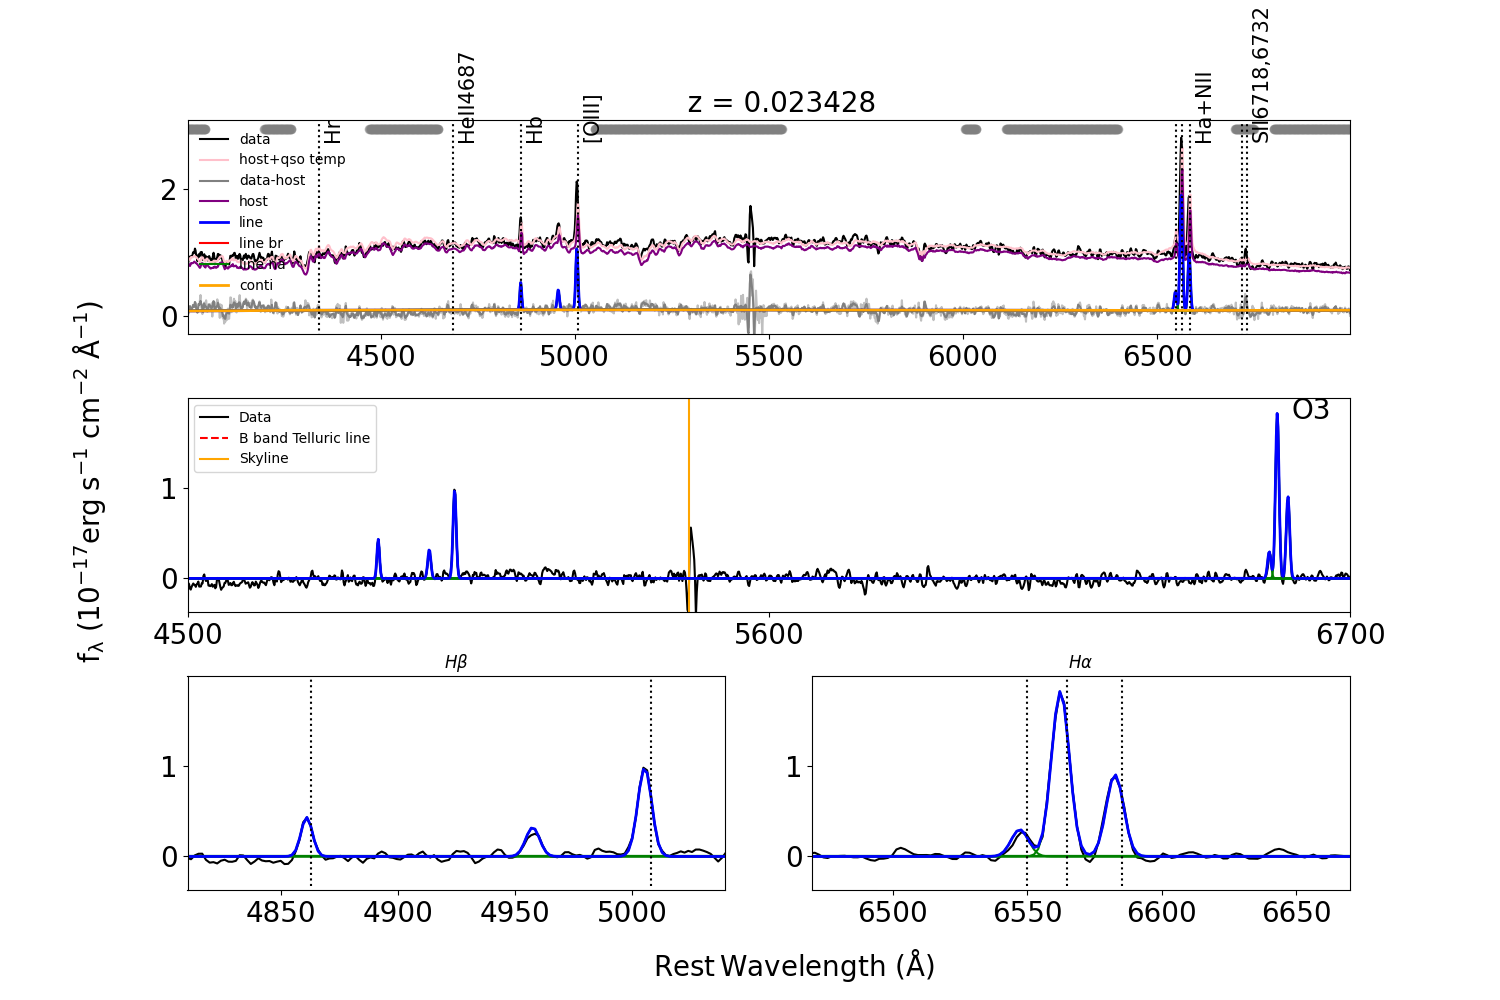 z = 0.023428
Hr
HeII4687
Hb
[OIII]
Ha+NII
SII6718,6732
data
host+qso temp
data-host
host
line
line br
line na
conti
2
0
4500 5000 5500 6000 6500
fλ (10⁻¹⁷erg s⁻¹ cm⁻² Å⁻¹)
O3
Data
B band Telluric line
Skyline
1
0
4500 5600 6700
Hβ
1
0
4850 4900 4950 5000
Hα
1
0
6500 6550 6600 6650
Rest Wavelength (Å)